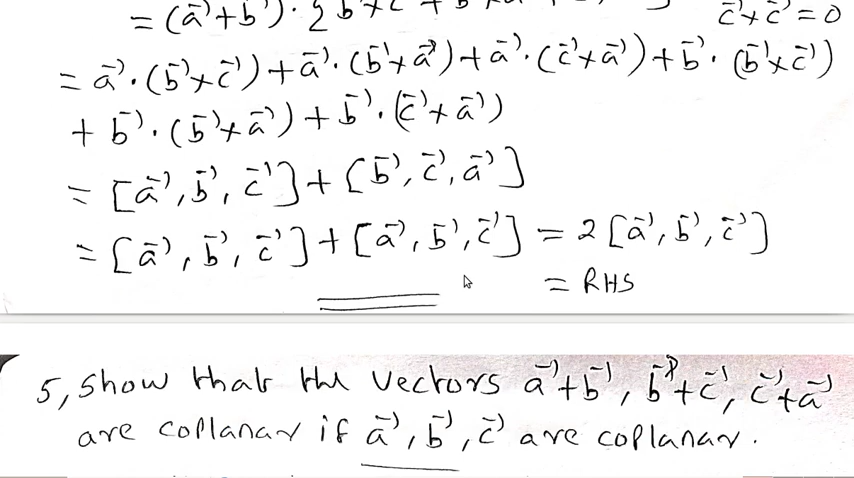 = (a⃗+b⃗). {b⃗×c⃗ + b⃗×a⃗
c⃗×c⃗ = 0
= a⃗.(b⃗×c⃗) + a⃗.(b⃗×a⃗) + a⃗.(c⃗×a⃗) + b⃗.(b⃗×c⃗)
+ b⃗.(b⃗×a⃗) + b⃗.(c⃗×a⃗)
= [a⃗, b⃗, c⃗] + [b⃗, c⃗, a⃗]
= [a⃗, b⃗, c⃗] + [a⃗, b⃗, c⃗] = 2[a⃗, b⃗, c⃗]
= RHS
5, Show that the vectors a⃗+b⃗, b⃗+c⃗, c⃗+a⃗
are coplanar if a⃗, b⃗, c⃗ are coplanar.